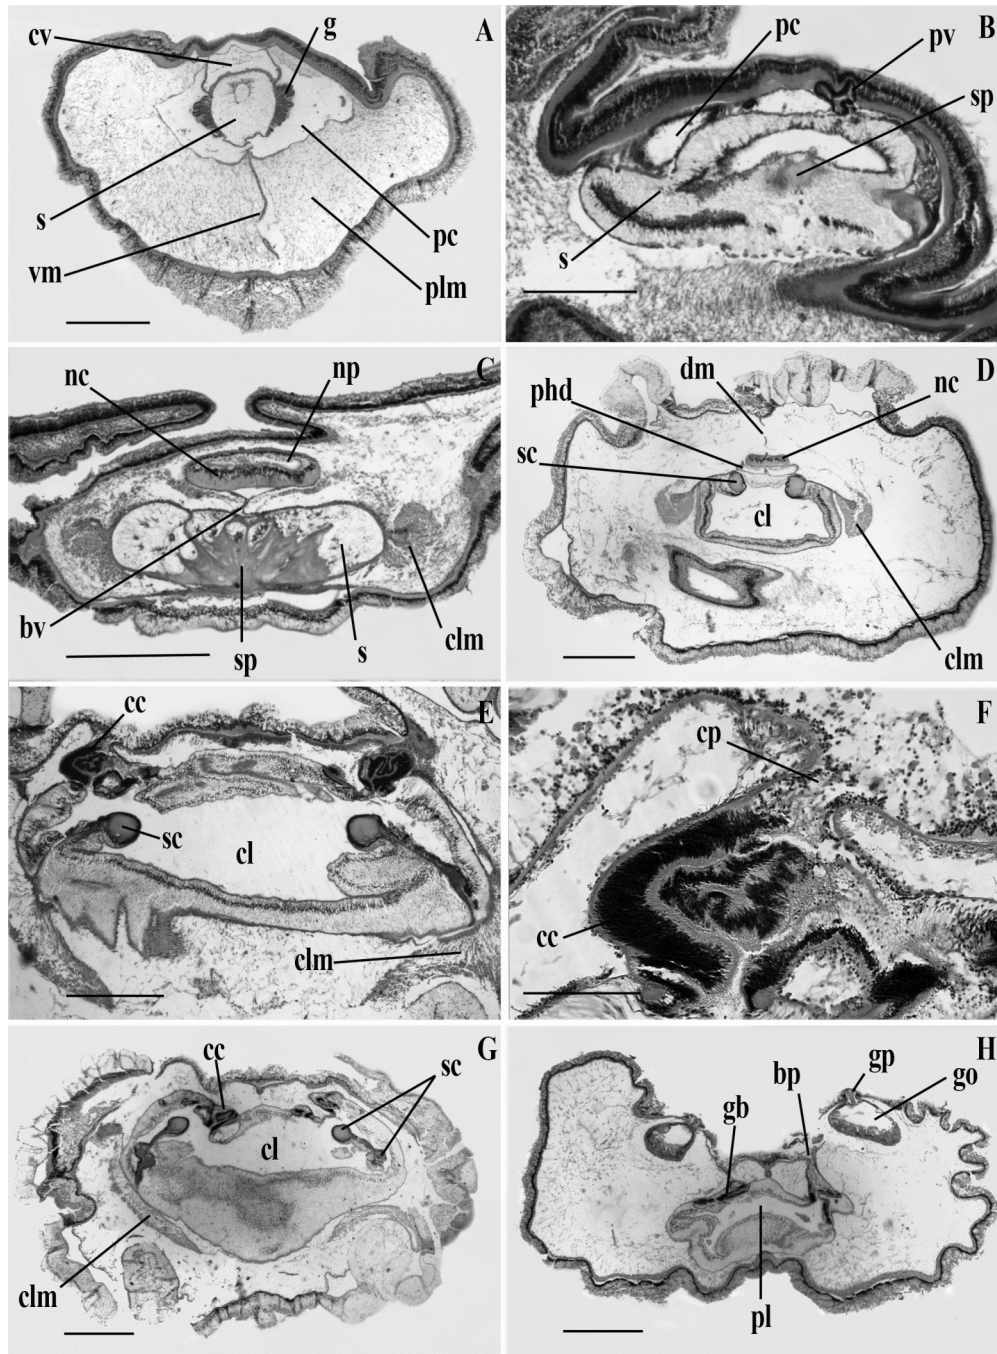 cv g A
s
vm
pc
plm
pc B
pv
sp
s
nc np C
bv
sp s clm
dm D
phd nc
sc
cl
clm
cc E
sc cl
clm
cp F
cc
cc G
sc
cl
clm
gp H
bp go
gb
pl